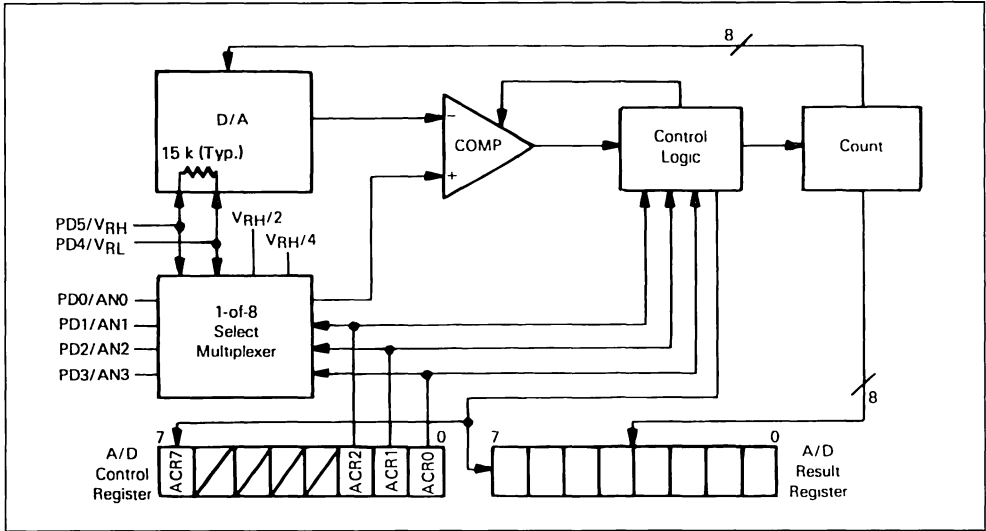 8
D/A
15 k (Typ.)
COMP
Control
Logic
Count
PD5/VRH
PD4/VRL
VRH/2
VRH/4
PD0/AN0
PD1/AN1
PD2/AN2
PD3/AN3
1-of-8
Select
Multiplexer
8
A/D
Control
Register
7
0
ACR7
ACR2
ACR1
ACR0
7
0
A/D
Result
Register
−
+